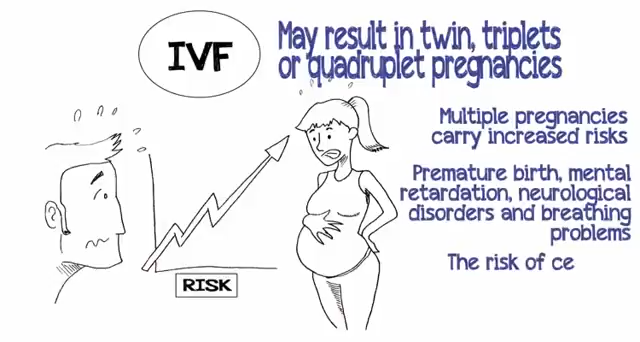 IVF
May result in twin, triplets
or quadruplet pregnancies
Multiple pregnancies
carry increased risks
Premature birth, mental
retardation, neurological
disorders and breathing
problems
The risk of ce
RISK